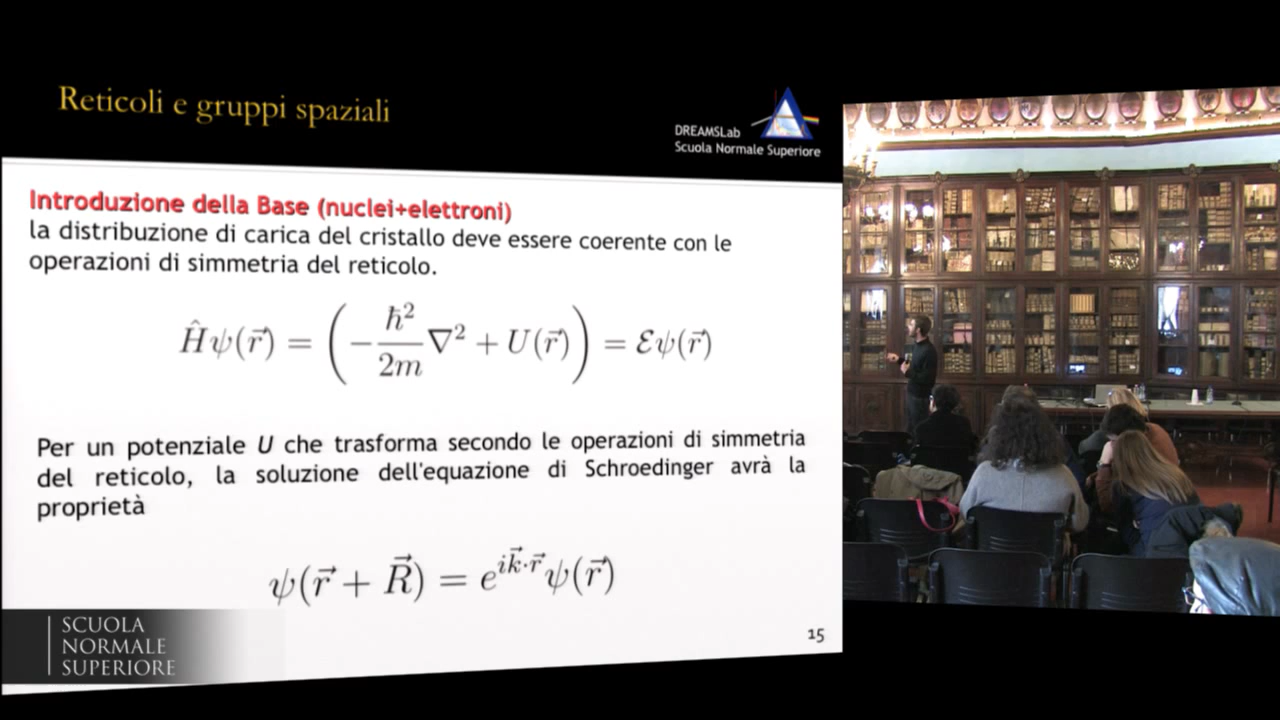 Reticoli e gruppi spaziali
DREAMSLab
Scuola Normale Superiore
Introduzione della Base (nuclei+elettroni)
la distribuzione di carica del cristallo deve essere coerente con le
operazioni di simmetria del reticolo.
Ĥψ(r⃗) = (−ℏ²/2m ∇² + U(r⃗)) = ℰψ(r⃗)
Per un potenziale U che trasforma secondo le operazioni di simmetria
del reticolo, la soluzione dell'equazione di Schroedinger avrà la
proprietà
ψ(r⃗ + R⃗) = e^{ik⃗·r⃗}ψ(r⃗)
SCUOLA
NORMALE
SUPERIORE
15